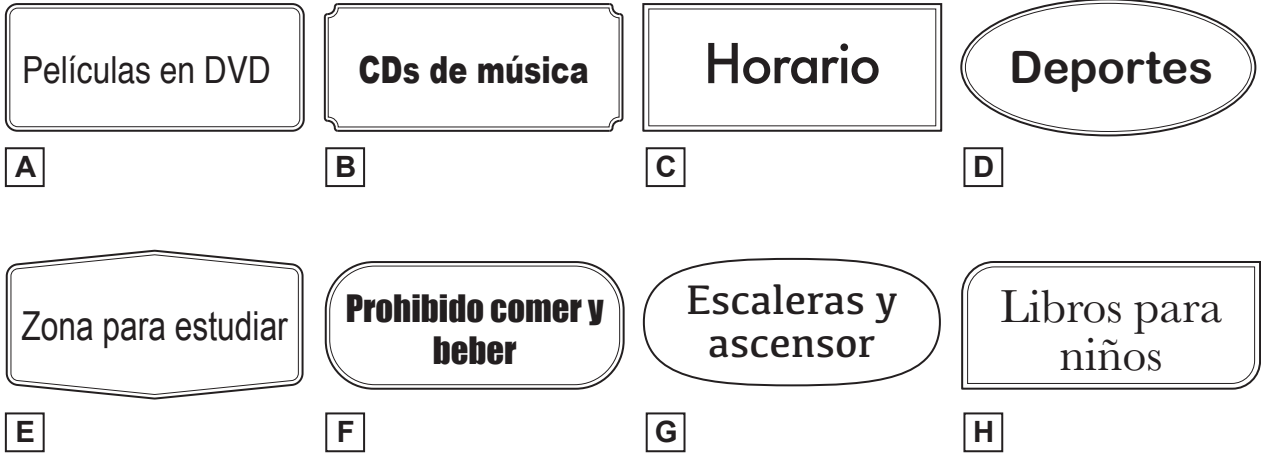 Películas en DVD
CDs de música
Horario
Deportes
A
B
C
D
Zona para estudiar
Prohibido comer y
beber
Escaleras y
ascensor
Libros para
niños
E
F
G
H